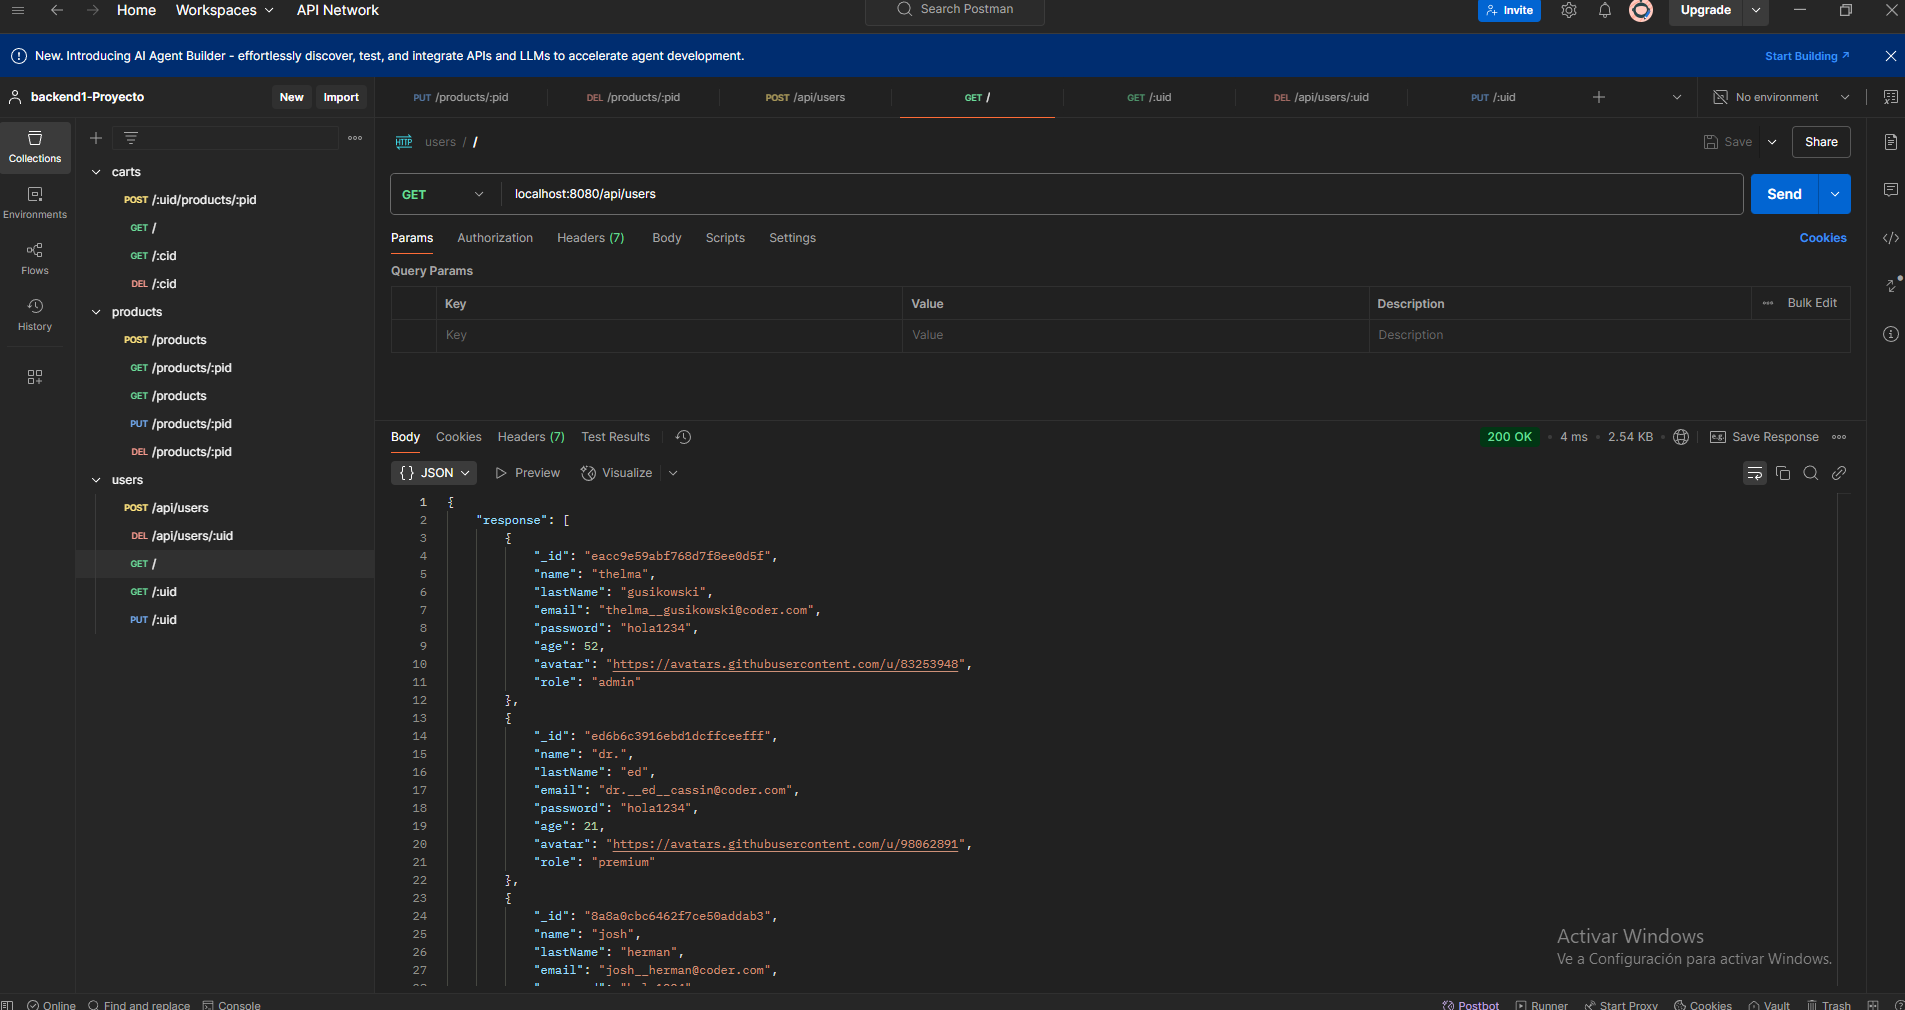 Home Workspaces API Network Search Postman Invite Upgrade
New. Introducing AI Agent Builder - effortlessly discover, test, and integrate APIs and LLMs to accelerate agent development. Start Building
backend1-Proyecto New Import
PUT /products/:pid DEL /products/:pid POST /api/users GET / GET /:uid DEL /api/users/:uid PUT /:uid No environment
Collections
Environments
Flows
History
carts
POST /:uid/products/:pid
GET /
GET /:cid
DEL /:cid
products
POST /products
GET /products/:pid
GET /products
PUT /products/:pid
DEL /products/:pid
users
POST /api/users
DEL /api/users/:uid
GET /
GET /:uid
PUT /:uid
HTTP users / / Save Share
GET localhost:8080/api/users Send
Params Authorization Headers (7) Body Scripts Settings Cookies
Query Params
Key Value Description Bulk Edit
Key Value Description
Body Cookies Headers (7) Test Results 200 OK • 4 ms • 2.54 KB Save Response
{} JSON Preview Visualize
1 {
2 "response": [
3 {
4 "_id": "eacc9e59abf768d7f8ee0d5f",
5 "name": "thelma",
6 "lastName": "gusikowski",
7 "email": "thelma__gusikowski@coder.com",
8 "password": "hola1234",
9 "age": 52,
10 "avatar": "https://avatars.githubusercontent.com/u/83253948",
11 "role": "admin"
12 },
13 {
14 "_id": "ed6b6c3916ebd1dcffceefff",
15 "name": "dr.",
16 "lastName": "ed",
17 "email": "dr.__ed__cassin@coder.com",
18 "password": "hola1234",
19 "age": 21,
20 "avatar": "https://avatars.githubusercontent.com/u/98062891",
21 "role": "premium"
22 },
23 {
24 "_id": "8a8a0cbc6462f7ce50addab3",
25 "name": "josh",
26 "lastName": "herman",
27 "email": "josh__herman@coder.com",
Activar Windows
Ve a Configuración para activar Windows.
Online Find and replace Console Postbot Runner Start Proxy Cookies Vault Trash